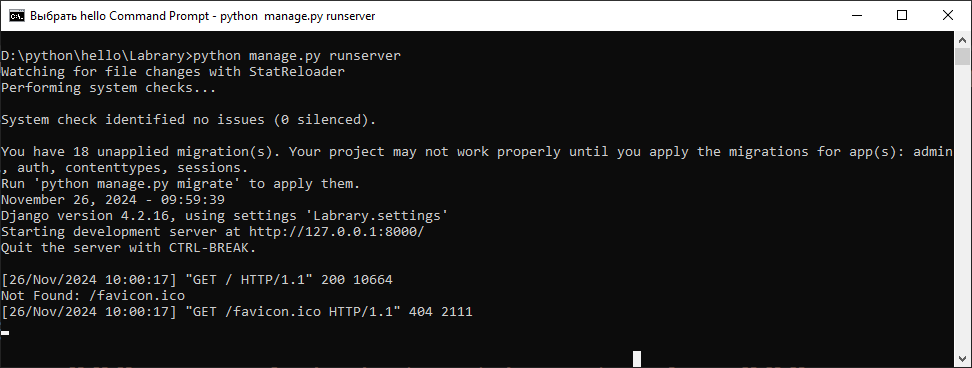 Выбрать hello Command Prompt - python  manage.py runserver
D:\python\hello\Labrary>python manage.py runserver
Watching for file changes with StatReloader
Performing system checks...
System check identified no issues (0 silenced).
You have 18 unapplied migration(s). Your project may not work properly until you apply the migrations for app(s): admin
, auth, contenttypes, sessions.
Run 'python manage.py migrate' to apply them.
November 26, 2024 - 09:59:39
Django version 4.2.16, using settings 'Labrary.settings'
Starting development server at http://127.0.0.1:8000/
Quit the server with CTRL-BREAK.
[26/Nov/2024 10:00:17] "GET / HTTP/1.1" 200 10664
Not Found: /favicon.ico
[26/Nov/2024 10:00:17] "GET /favicon.ico HTTP/1.1" 404 2111